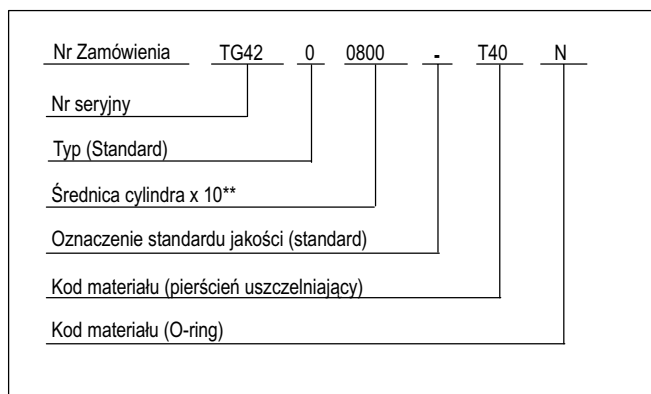 Nr Zamówienia TG42 0 0800 - T40 N
Nr seryjny
Typ (Standard)
Średnica cylindra x 10**
Oznaczenie standardu jakości (standard)
Kod materiału (pierścień uszczelniający)
Kod materiału (O-ring)